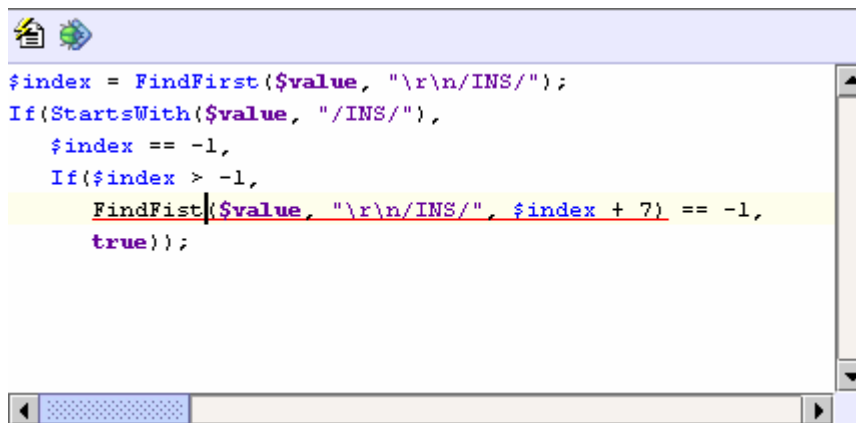 $index = FindFirst($value, "\r\n/INS/");
If(StartsWith($value, "/INS/"),
   $index == -1,
   If($index > -1,
      FindFist($value, "\r\n/INS/", $index + 7) == -1,
      true));